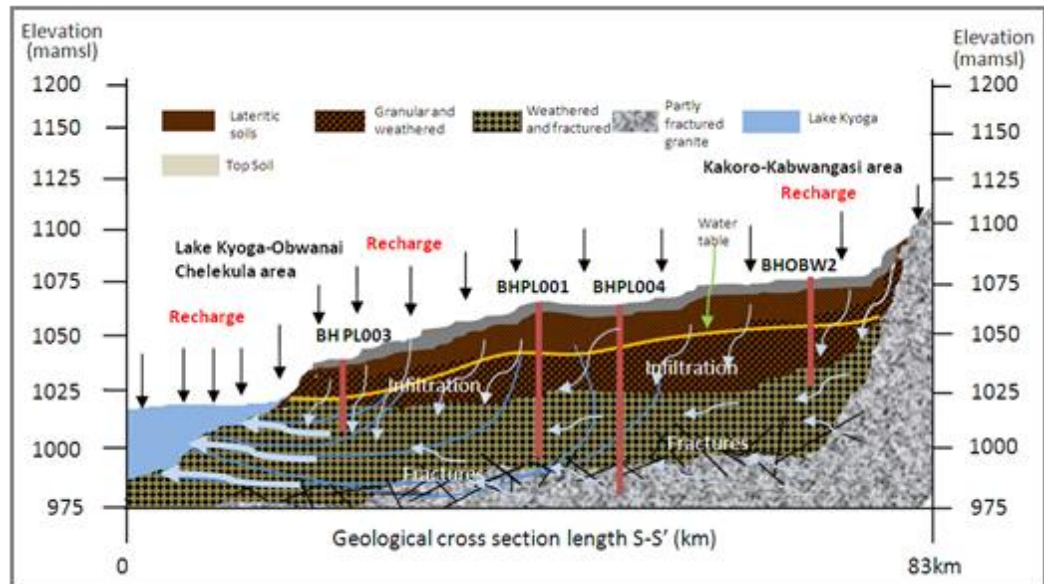 Elevation
(mamsl)
Elevation
(mamsl)
1200
1150
1125
1100
1075
1050
1025
1000
975
1200
1150
1125
1100
1075
1050
1025
1000
975
Lateritic
soils
Granular and
weathered
Weathered
and fractured
Partly
fractured
granite
Lake Kyoga
Top Soil
Kakoro-Kabwangasi area
Recharge
Water
table
Lake Kyoga-Obwanai
Chelekula area
Recharge
Recharge
BHPL001
BHPL004
BHOBW2
BH PL003
Infiltration
Infiltration
Fractures
Fractures
Geological cross section length S-S' (km)
0
83km